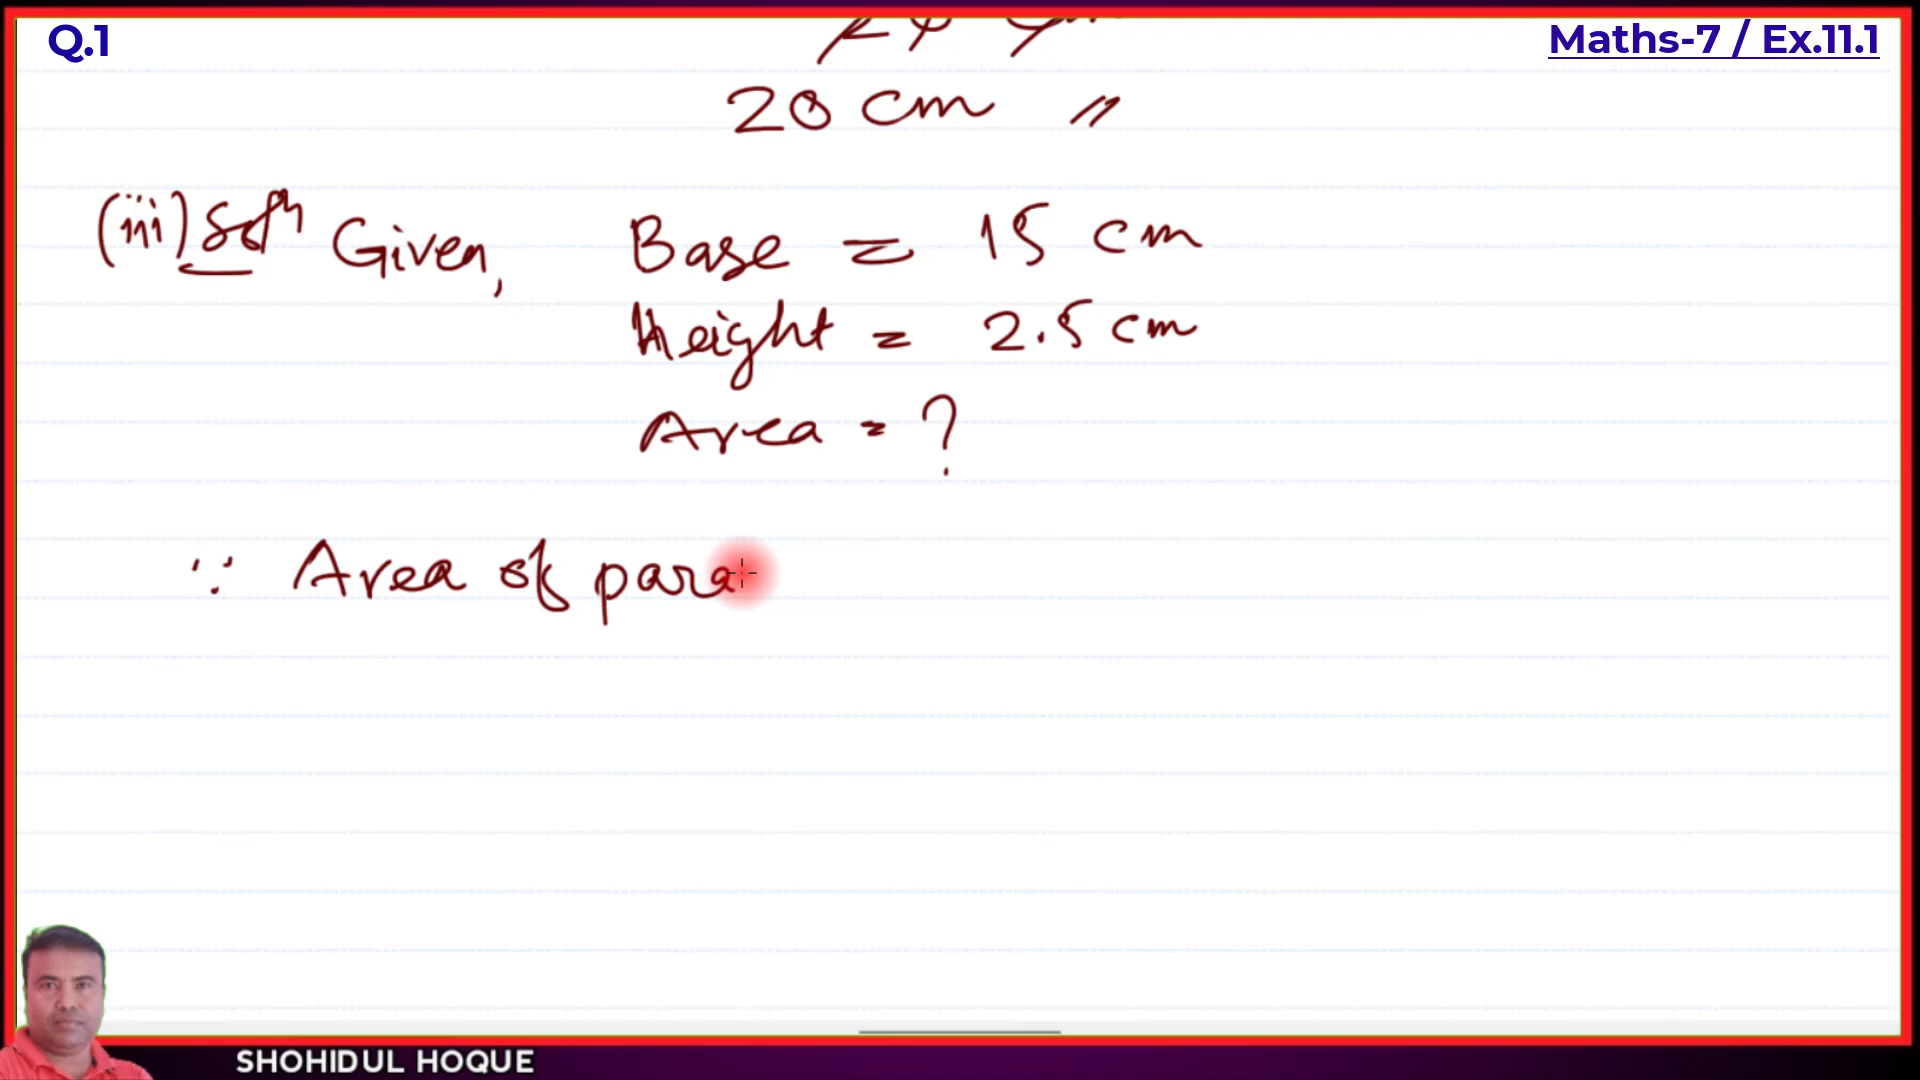 Q.1
Maths-7 / Ex.11.1
20 cm //
(iii) Solⁿ Given, Base = 15 cm
Height = 2.5 cm
Area = ?
∵ Area of para
SHOHIDUL HOQUE